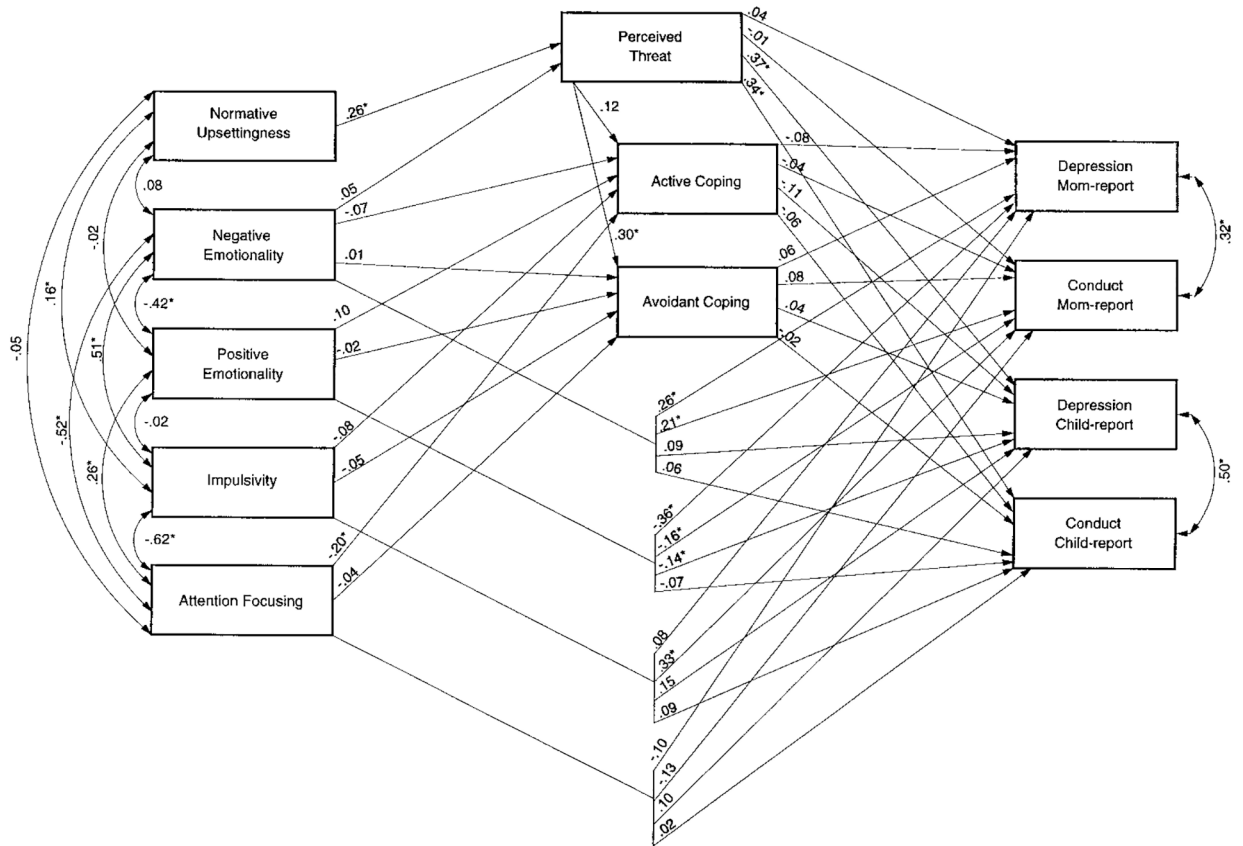 Perceived
Threat
.04
-.01
.37*
.34*
Normative
Upsettingness
.26*
.12
Active Coping
-.08
-.04
-.11
-.06
Depression
Mom-report
.08
.05
-.07
.32*
Negative
Emotionality
.01
.30*
-.02
Avoidant Coping
.06
.08
.04
-.02
Conduct
Mom-report
.16*
-.42*
.10
-.02
-.05
.51*
Positive
Emotionality
Depression
Child-report
-.52*
-.02
.26*
.21*
.09
.06
.50*
.26*
-.08
-.05
Impulsivity
Conduct
Child-report
-.62*
-.20*
-.04
-.36*
-.16*
-.14*
-.07
Attention Focusing
.08
.33*
.15
.09
-.10
-.13
.10
.02